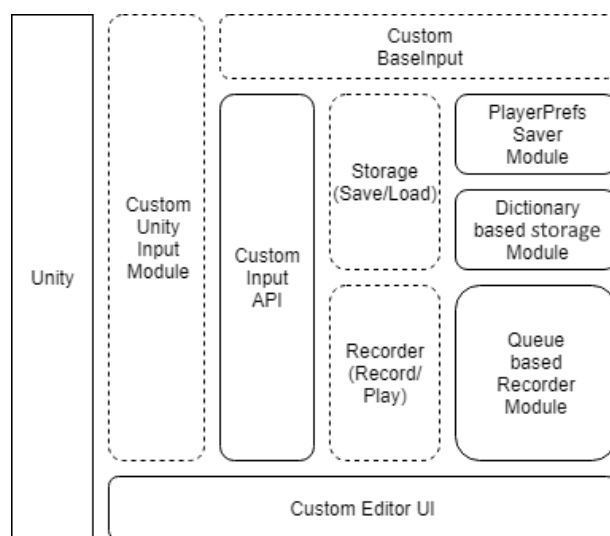 Custom
BaseInput
PlayerPrefs
Saver
Module
Storage
(Save/Load)
Custom
Unity
Input
Module
Dictionary
based storage
Module
Unity
Custom
Input
API
Recorder
(Record/
Play)
Queue
based
Recorder
Module
Custom Editor UI